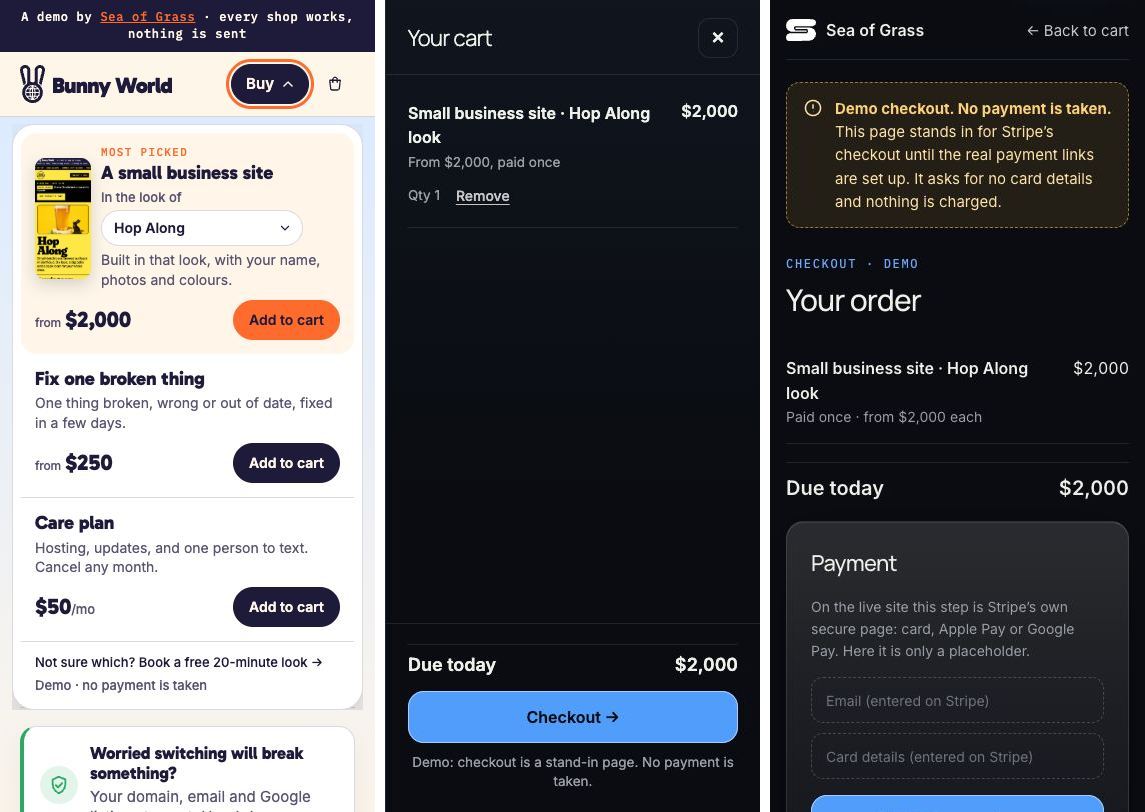 A demo by Sea of Grass · every shop works,
nothing is sent
Bunny World
Buy
MOST PICKED
A small business site
In the look of
Hop Along
Built in that look, with your name,
photos and colours.
Hop
Along
from $2,000
Add to cart
Fix one broken thing
One thing broken, wrong or out of date, fixed
in a few days.
from $250
Add to cart
Care plan
Hosting, updates, and one person to text.
Cancel any month.
$50/mo
Add to cart
Not sure which? Book a free 20-minute look →
Demo · no payment is taken
Worried switching will break
something?
Your domain, email and Google
Your cart
Small business site · Hop Along
look
$2,000
From $2,000, paid once
Qty 1 Remove
Due today $2,000
Checkout →
Demo: checkout is a stand-in page. No payment is
taken.
Sea of Grass
← Back to cart
Demo checkout. No payment is taken.
This page stands in for Stripe’s
checkout until the real payment links
are set up. It asks for no card details
and nothing is charged.
CHECKOUT · DEMO
Your order
Small business site · Hop Along
look
$2,000
Paid once · from $2,000 each
Due today $2,000
Payment
On the live site this step is Stripe’s own
secure page: card, Apple Pay or Google
Pay. Here it is only a placeholder.
Email (entered on Stripe)
Card details (entered on Stripe)